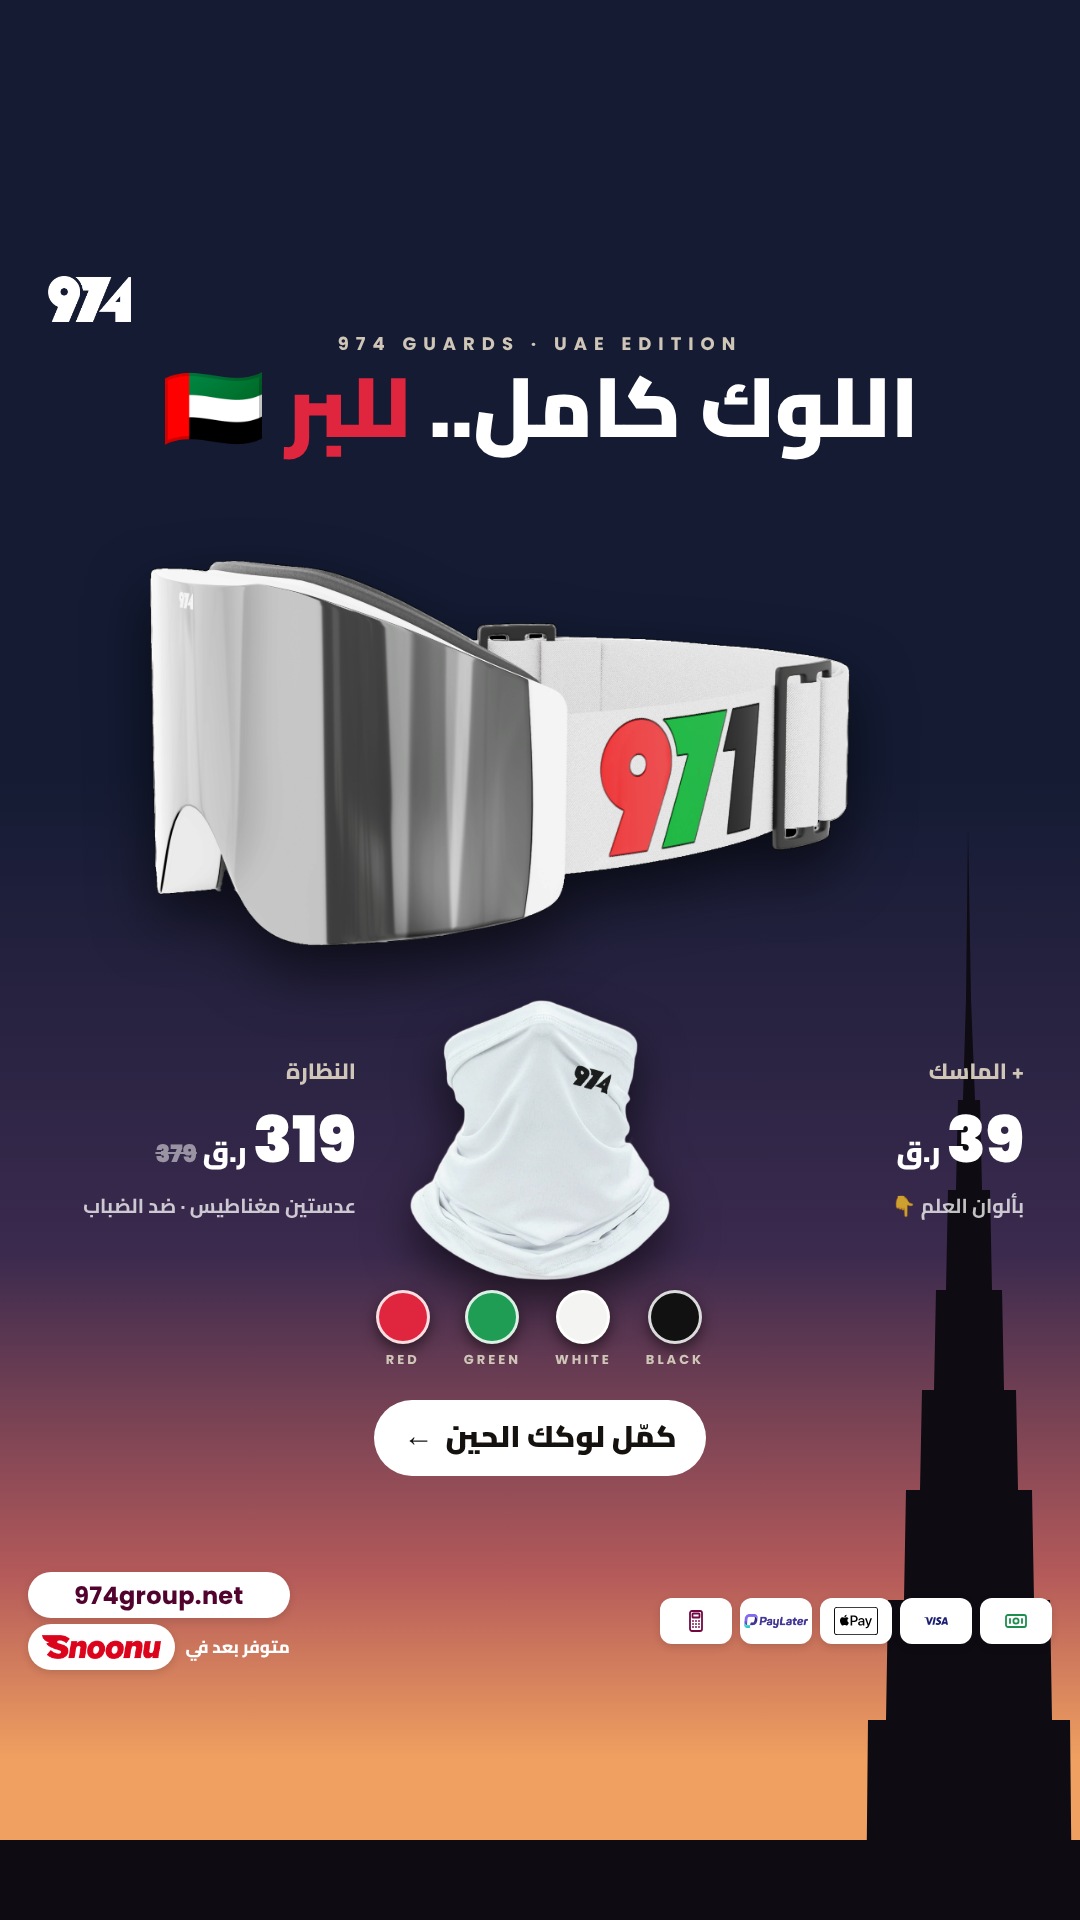 974
974 GUARDS · UAE EDITION
اللوك كامل.. للبر 🇦🇪
974
971
974
+ الماسك
39 ر.ق
بألوان العلم 👇
النظارة
319 ر.ق 379
عدستين مغناطيس · ضد الضباب
RED GREEN WHITE BLACK
كمّل لوكك الحين ←
974group.net
متوفر بعد في Snoonu
PayLater Pay VISA